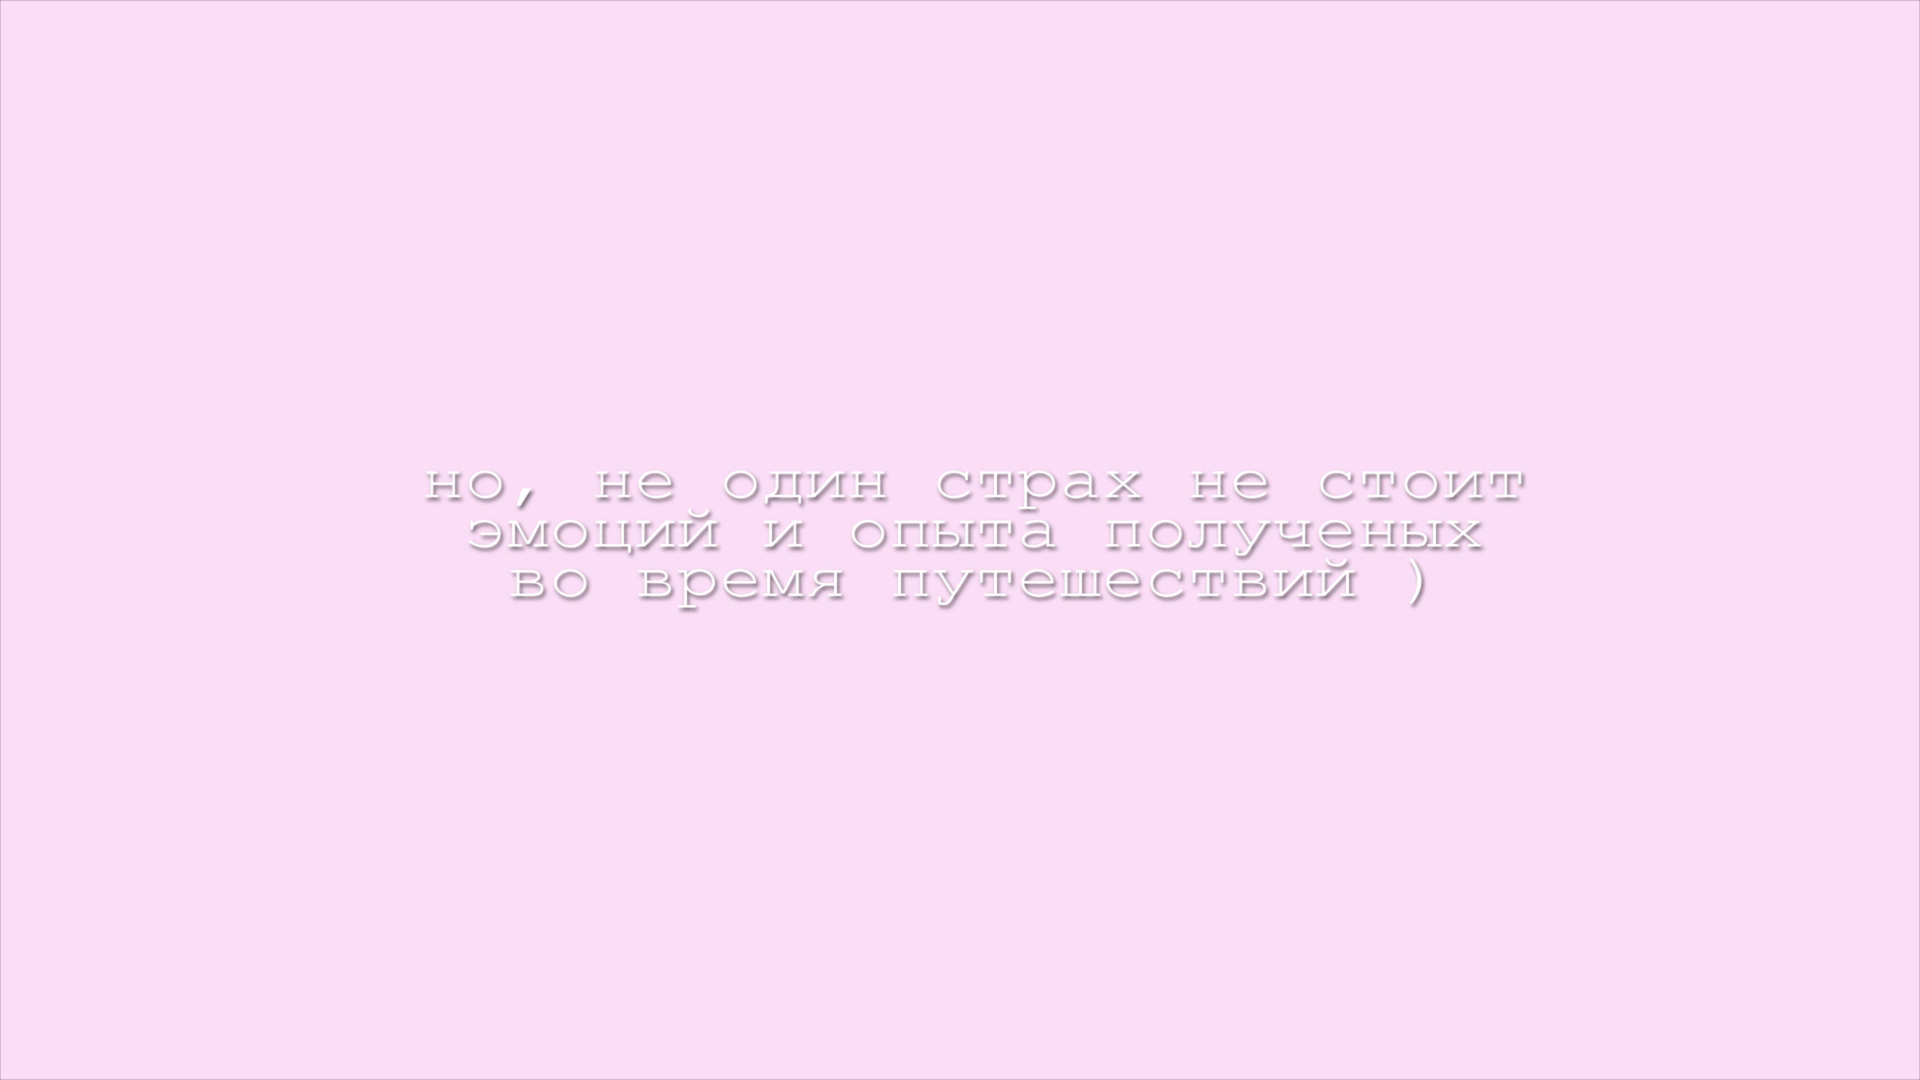 но, не один страх не стоит
эмоций и опыта полученых
во время путешествий )